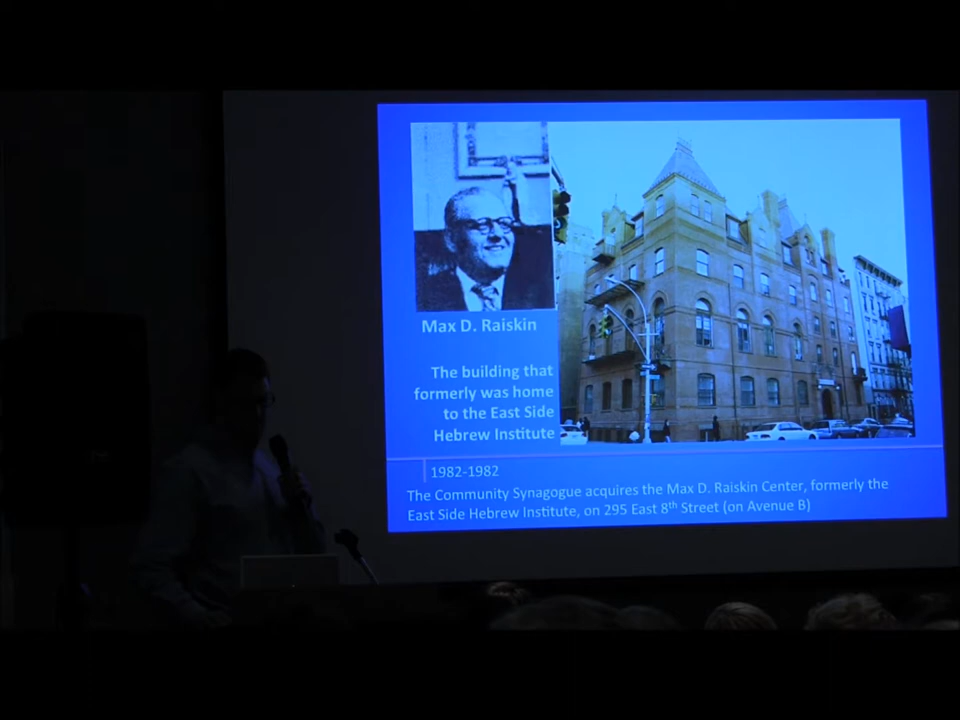 Max D. Raiskin
The building that
formerly was home
to the East Side
Hebrew Institute
1982-1982
The Community Synagogue acquires the Max D. Raiskin Center, formerly the
East Side Hebrew Institute, on 295 East 8th Street (on Avenue B)